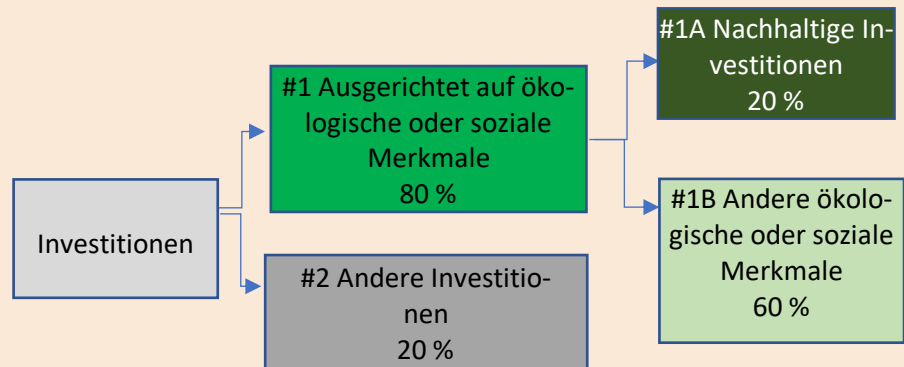 #1A Nachhaltige In-
vestitionen
20 %
#1 Ausgerichtet auf öko-
logische oder soziale
Merkmale
80 %
#1B Andere ökolo-
gische oder soziale
Merkmale
60 %
Investitionen
#2 Andere Investitio-
nen
20 %